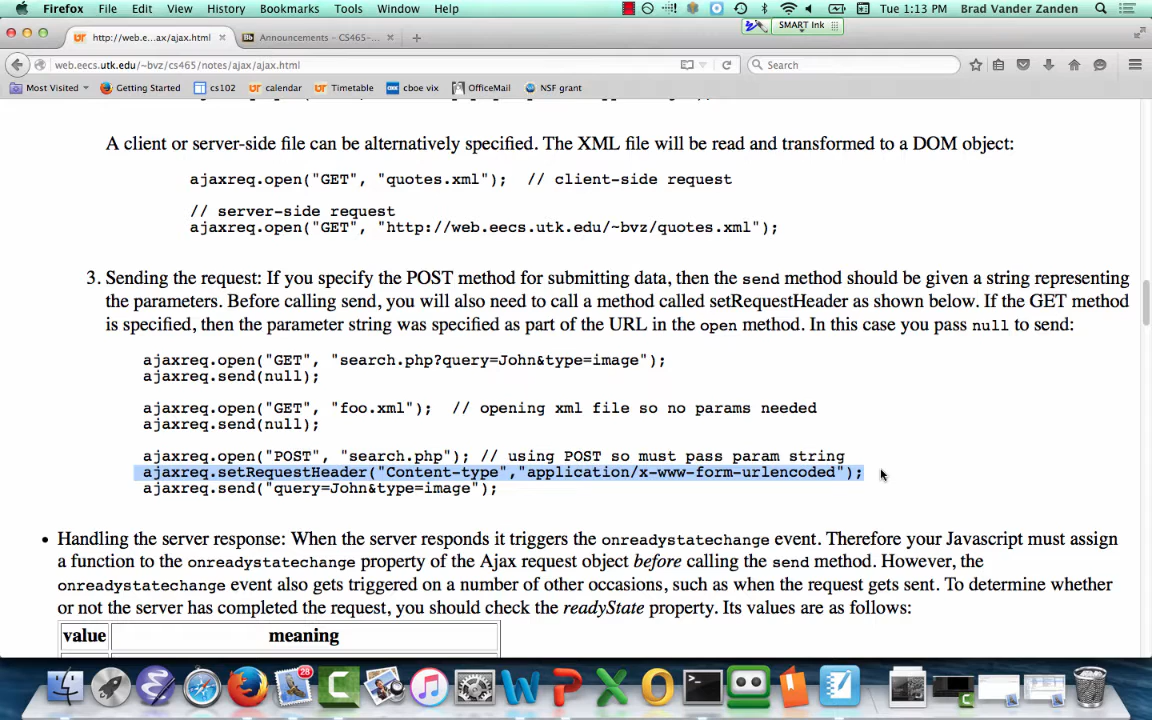 Firefox File Edit View History Bookmarks Tools Window Help Tue 1:13 PM Brad Vander Zanden
SMART Ink
http://web.e...ax/ajax.html Announcements – CS465-...
web.eecs.utk.edu/~bvz/cs465/notes/ajax/ajax.html Search
Most Visited Getting Started cs102 calendar Timetable cboe vix OfficeMail NSF grant
A client or server-side file can be alternatively specified. The XML file will be read and transformed to a DOM object:
ajaxreq.open("GET", "quotes.xml"); // client-side request
// server-side request
ajaxreq.open("GET", "http://web.eecs.utk.edu/~bvz/quotes.xml");
3. Sending the request: If you specify the POST method for submitting data, then the send method should be given a string representing
the parameters. Before calling send, you will also need to call a method called setRequestHeader as shown below. If the GET method
is specified, then the parameter string was specified as part of the URL in the open method. In this case you pass null to send:
ajaxreq.open("GET", "search.php?query=John&type=image");
ajaxreq.send(null);
ajaxreq.open("GET", "foo.xml"); // opening xml file so no params needed
ajaxreq.send(null);
ajaxreq.open("POST", "search.php"); // using POST so must pass param string
ajaxreq.setRequestHeader("Content-type","application/x-www-form-urlencoded");
ajaxreq.send("query=John&type=image");
• Handling the server response: When the server responds it triggers the onreadystatechange event. Therefore your Javascript must assign
a function to the onreadystatechange property of the Ajax request object before calling the send method. However, the
onreadystatechange event also gets triggered on a number of other occasions, such as when the request gets sent. To determine whether
or not the server has completed the request, you should check the readyState property. Its values are as follows:
value meaning
28